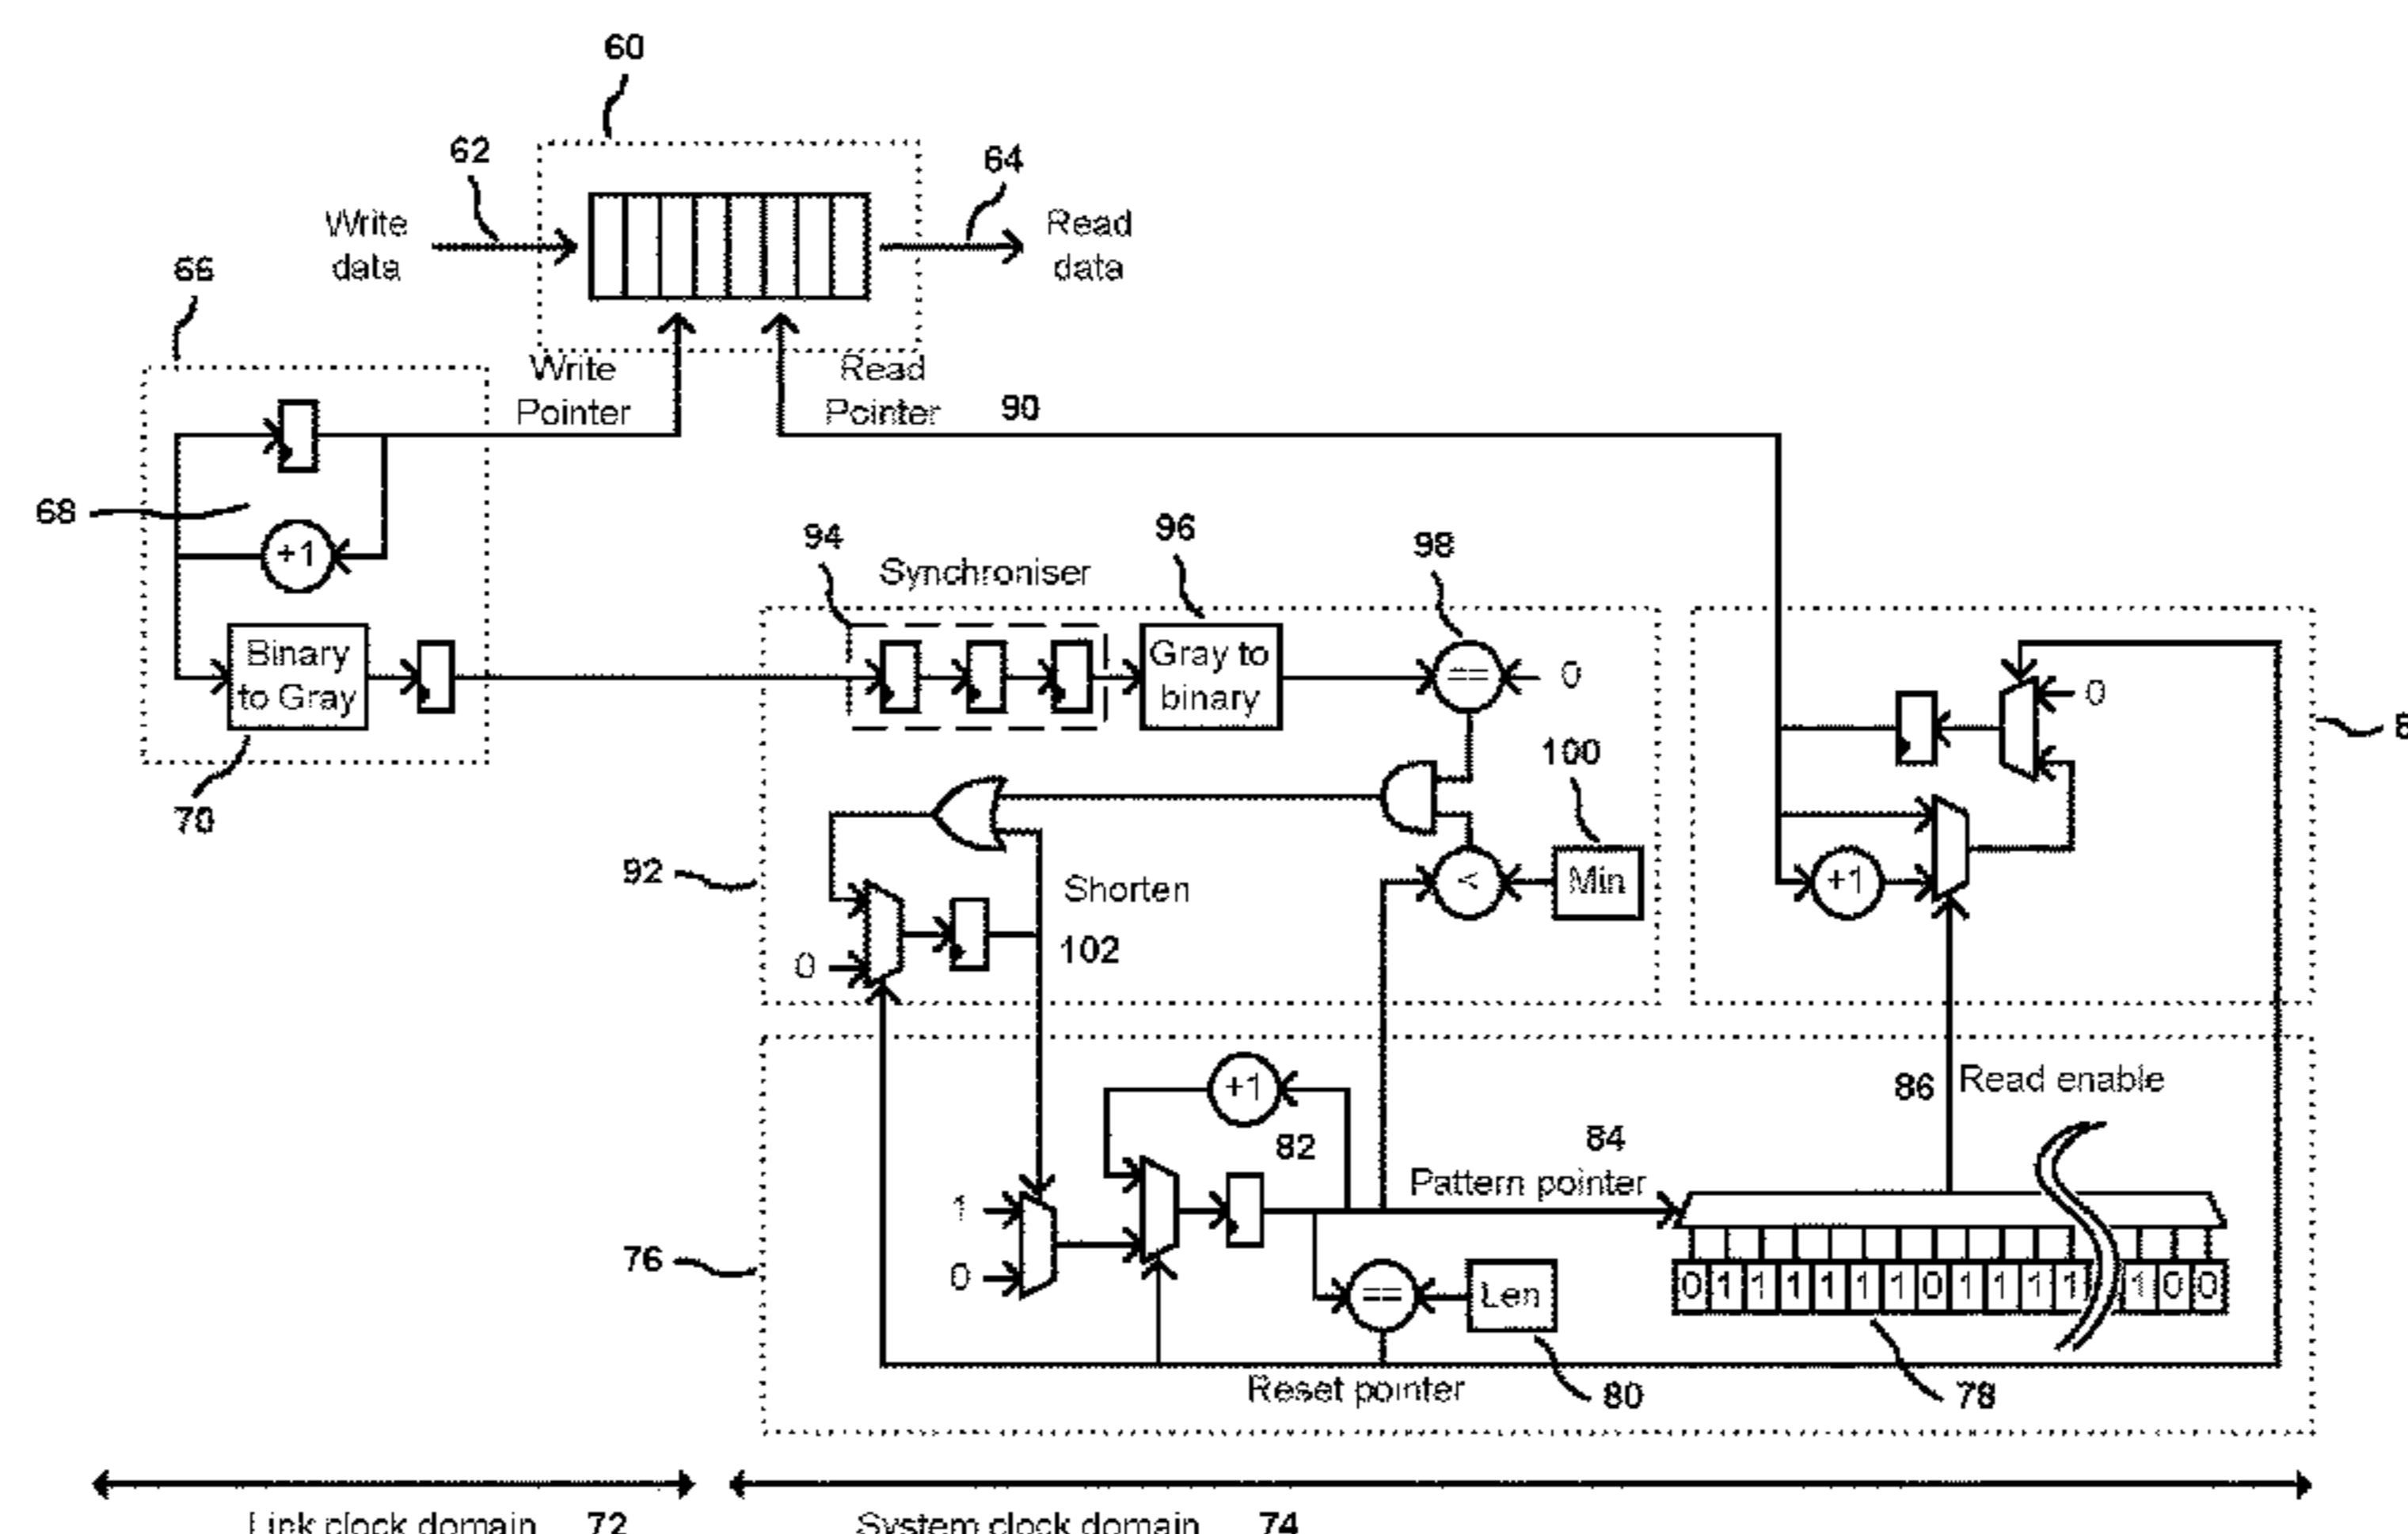 60
62
64
Write
data
Read
data
66
Write
Pointer
Read
Pointer
90
68
+1
94
Synchroniser
96
98
Binary
to Gray
Gray to
binary
==
0
0
70
100
92
Shorten
102
<
Min
+1
0
+1
82
86
Read enable
84
Pattern pointer
76
1
0
==
Len
0 1 1 1 1 1 1 0 1 1 1 1 1 0 0
Reset pointer
80
78
Link clock domain 72
System clock domain 74